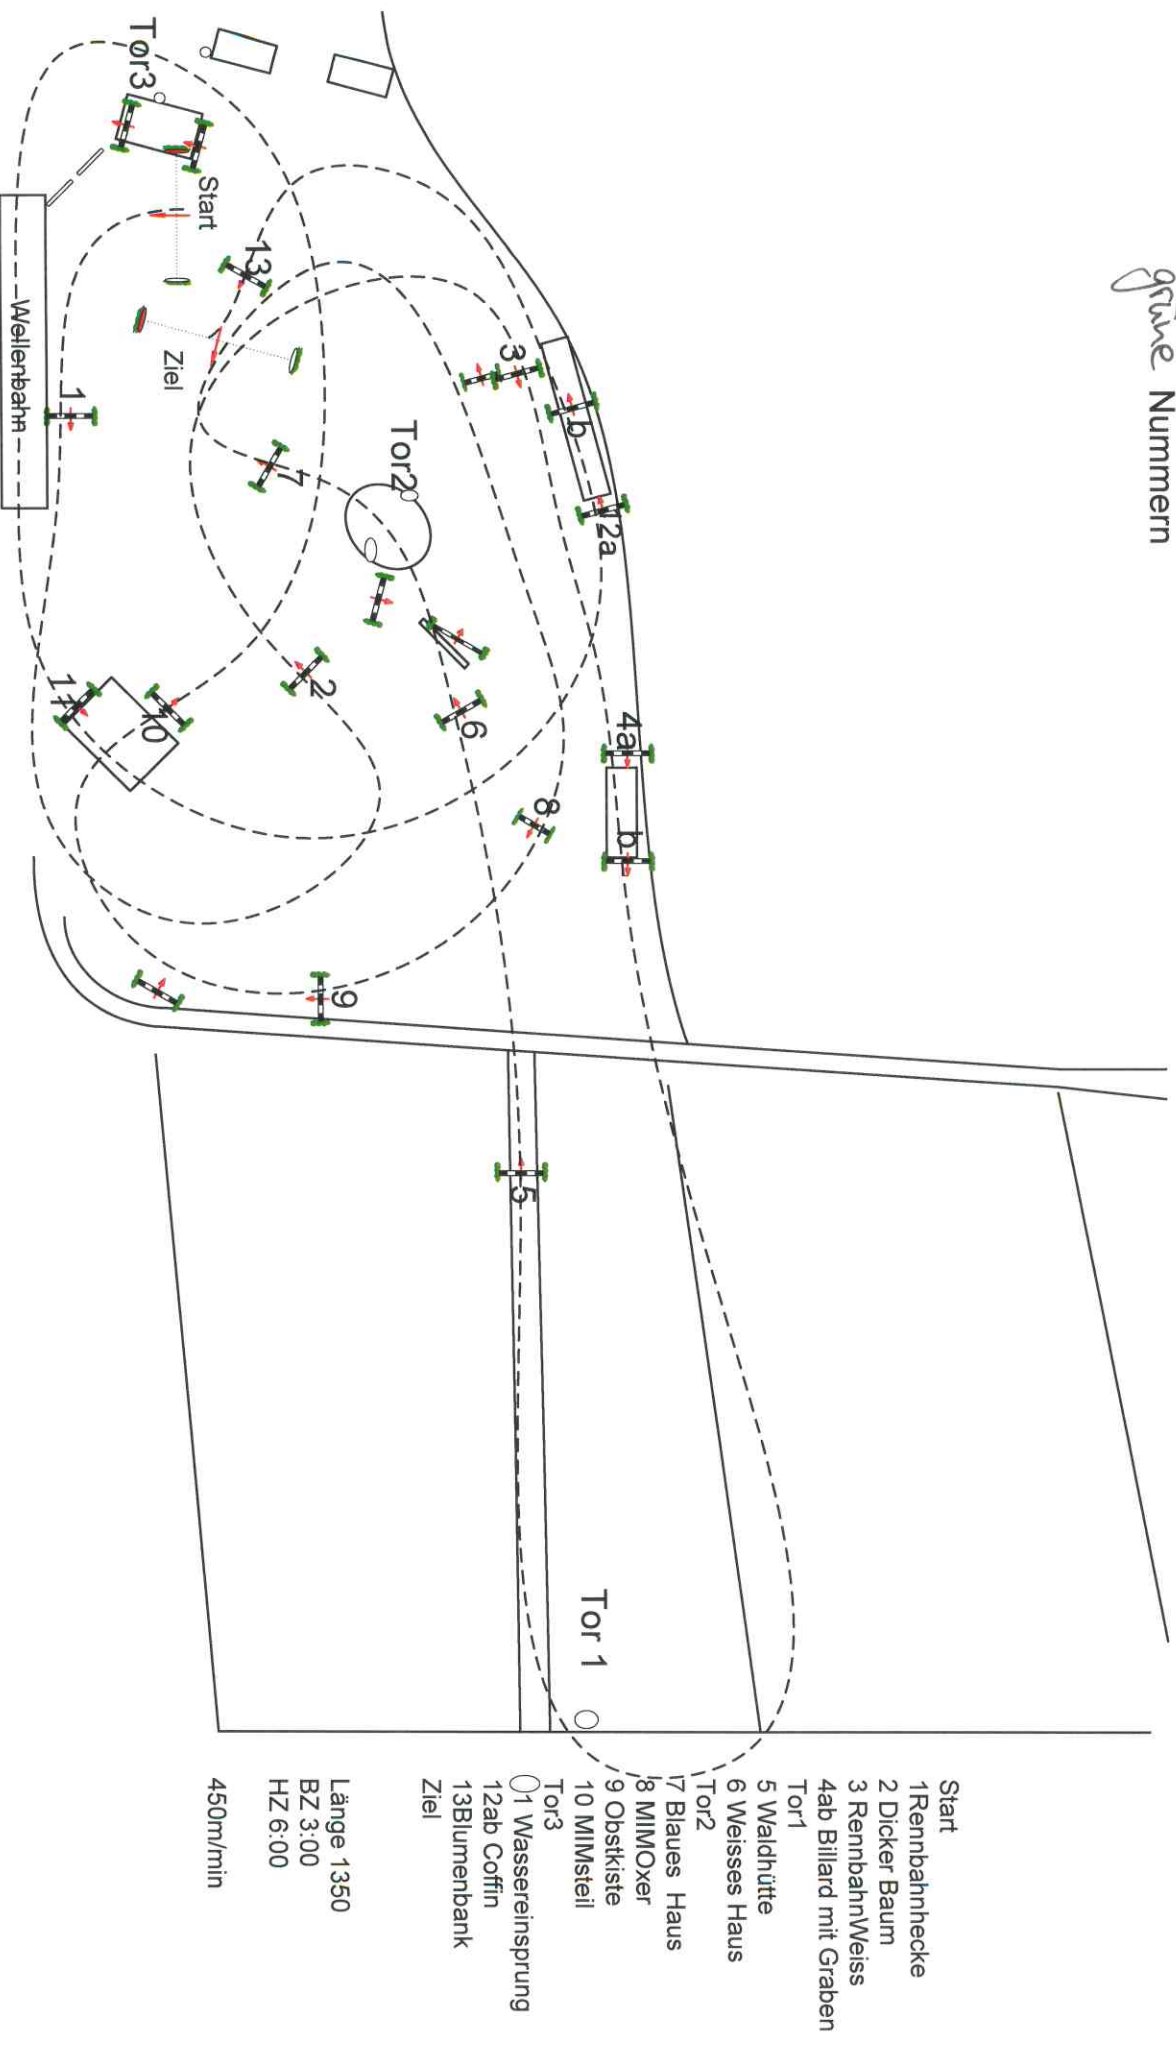 grüne Nummern
Tor3
Start
13
Ziel
Wellenbahn
1
3
b
12a
7
Tor2
2
6
11
10
4a
b
8
9
5
Tor 1
Start
1Rennbahnhecke
2 Dicker Baum
3 RennbahnWeiss
4ab Billard mit Graben
Tor1
5 Waldhütte
6 Weisses Haus
Tor2
7 Blaues Haus
8 MIMOxer
9 Obstkiste
10 MIMsteil
Tor3
1 Wassereinsprung
12ab Coffin
13Blumenbank
Ziel
Länge 1350
BZ 3:00
HZ 6:00
450m/min